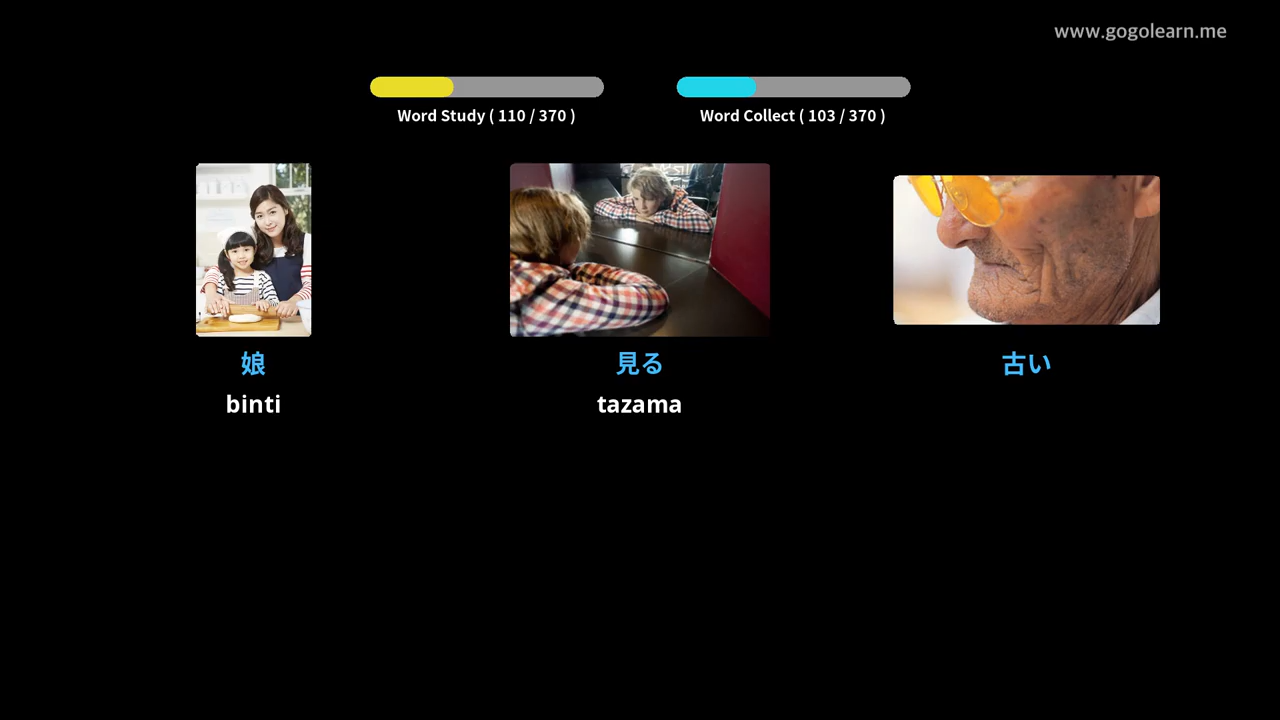 www.gogolearn.me
Word Study ( 110 / 370 )
Word Collect ( 103 / 370 )
娘
見る
古い
binti
tazama